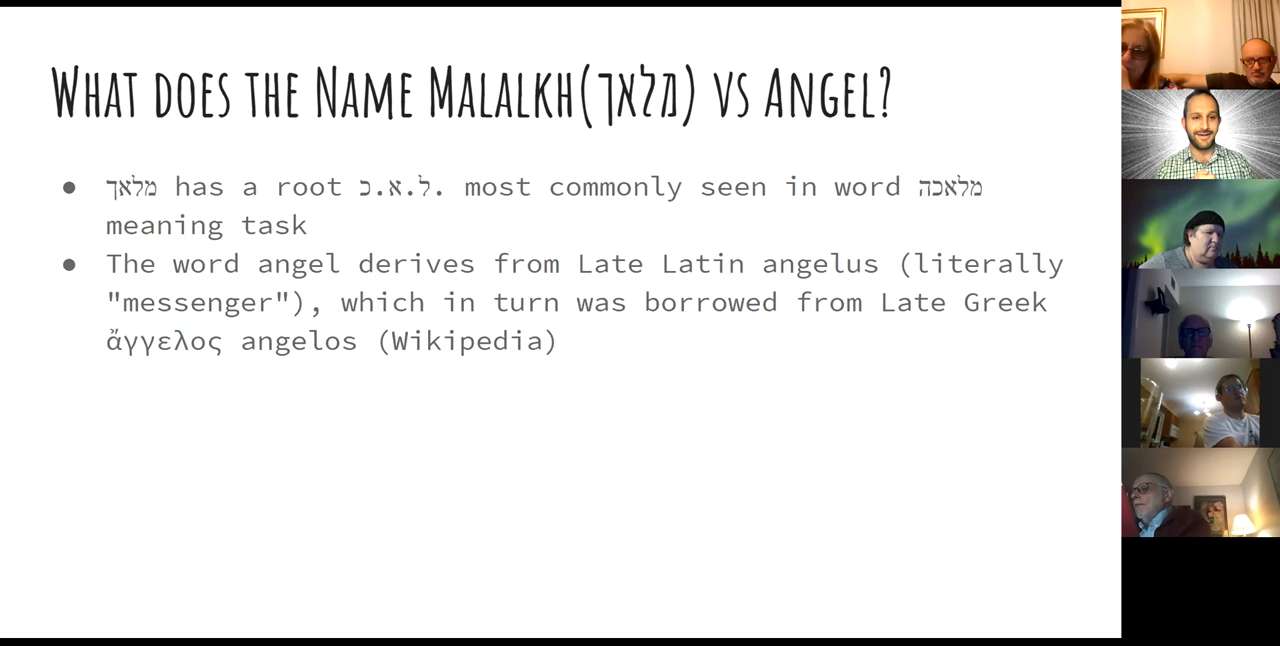 What does the Name Malalkh(מלאך) vs Angel?
● מלאך has a root ל.א.כ. most commonly seen in word מלאכה
meaning task
● The word angel derives from Late Latin angelus (literally
"messenger"), which in turn was borrowed from Late Greek
ἄγγελος angelos (Wikipedia)